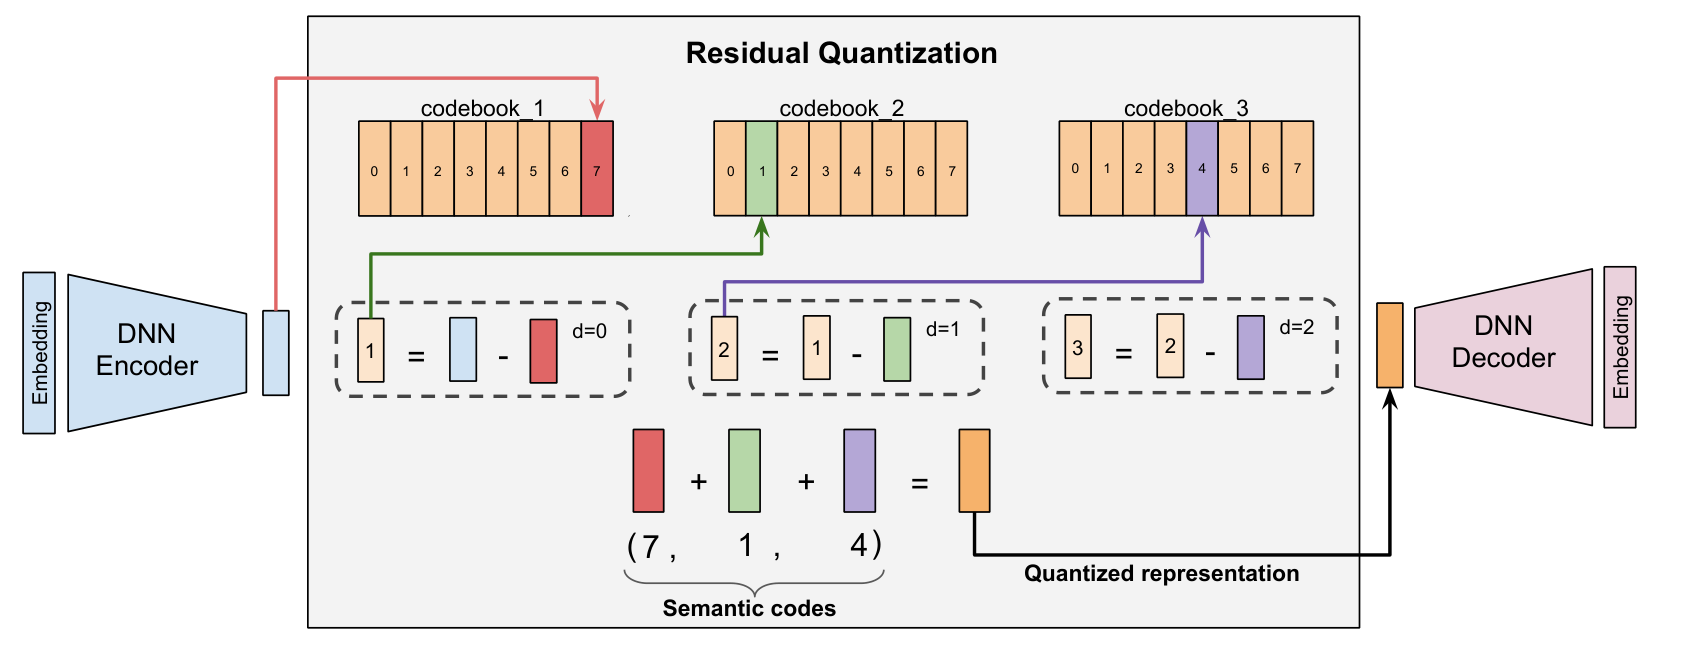 Residual Quantization
codebook_1
codebook_2
codebook_3
0 1 2 3 4 5 6 7
0 1 2 3 4 5 6 7
0 1 2 3 4 5 6 7
Embedding
DNN
Encoder
1 = - d=0
2 = 1 - d=1
3 = 2 - d=2
DNN
Decoder
Embedding
+ + =
(7, 1, 4)
Semantic codes
Quantized representation